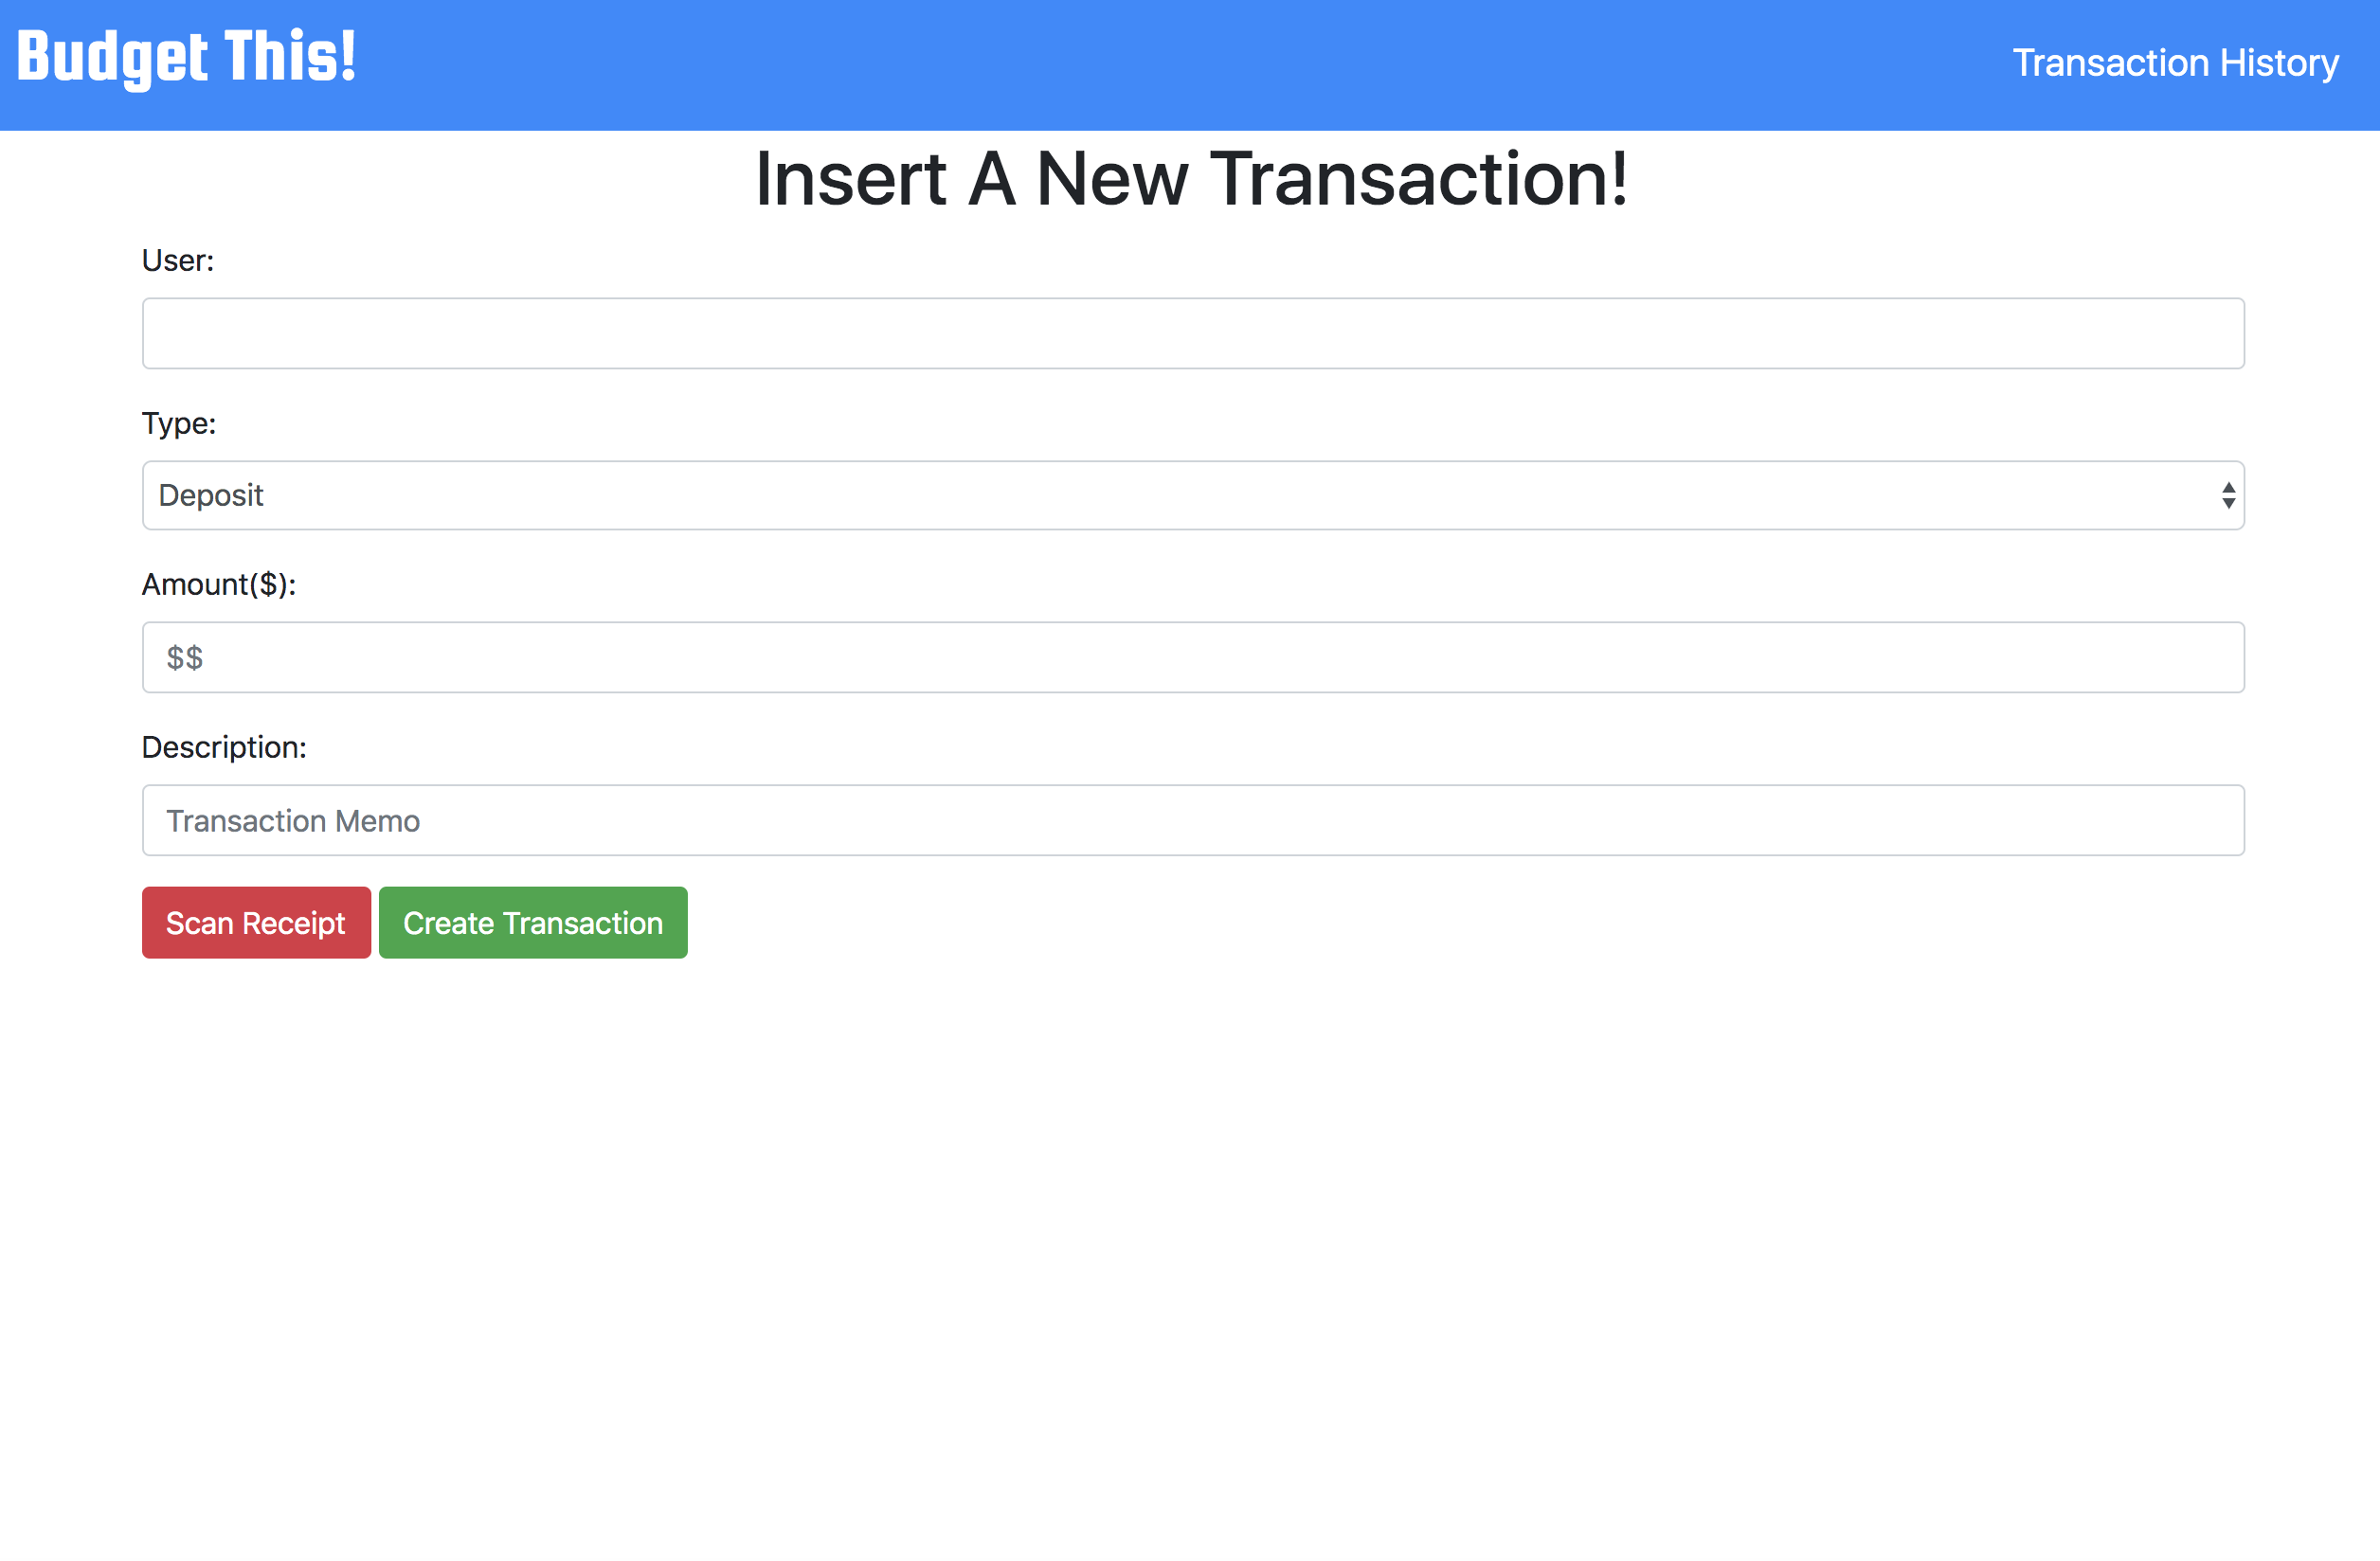 Budget This!
Transaction History
Insert A New Transaction!
User:
Type:
Deposit
Amount($):
$$
Description:
Transaction Memo
Scan Receipt
Create Transaction